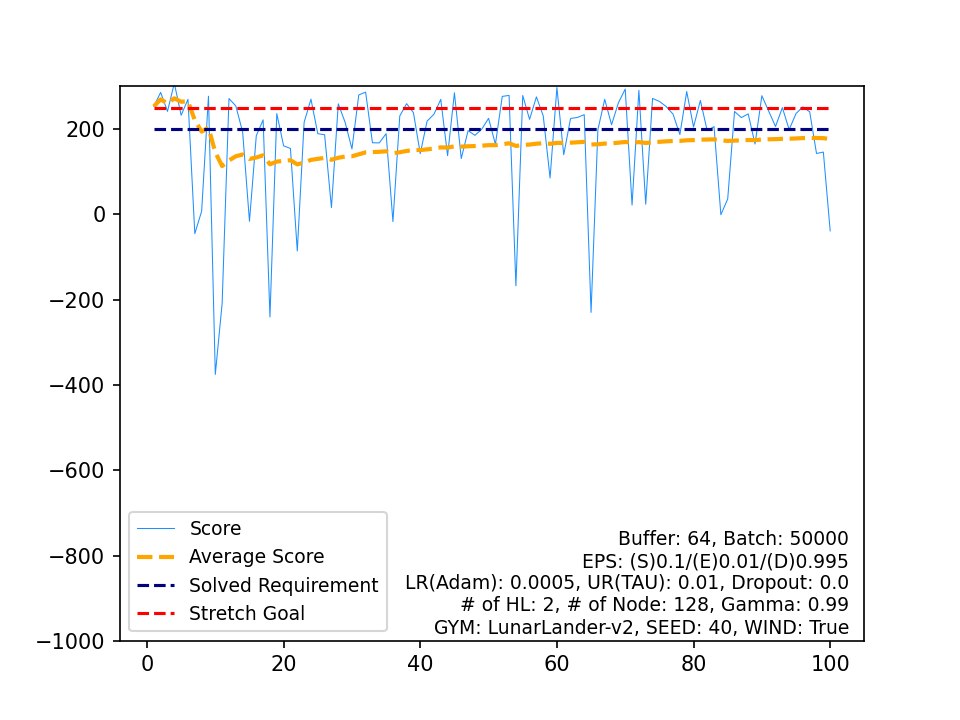 200
0
−200
−400
−600
−800
−1000
Score
Average Score
Solved Requirement
Stretch Goal
Buffer: 64, Batch: 50000
EPS: (S)0.1/(E)0.01/(D)0.995
LR(Adam): 0.0005, UR(TAU): 0.01, Dropout: 0.0
# of HL: 2, # of Node: 128, Gamma: 0.99
GYM: LunarLander-v2, SEED: 40, WIND: True
0 20 40 60 80 100